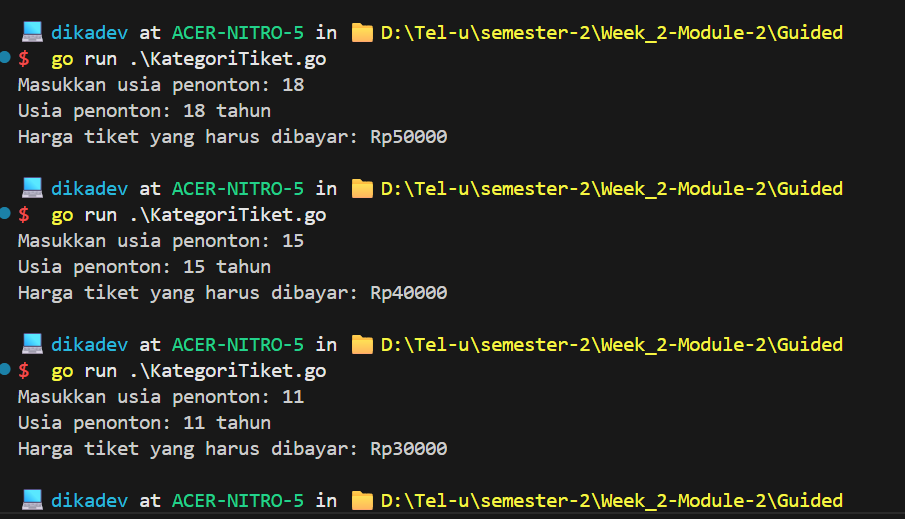 dikadev at ACER-NITRO-5 in D:\Tel-u\semester-2\Week_2-Module-2\Guided
$ go run .\KategoriTiket.go
Masukkan usia penonton: 18
Usia penonton: 18 tahun
Harga tiket yang harus dibayar: Rp50000
dikadev at ACER-NITRO-5 in D:\Tel-u\semester-2\Week_2-Module-2\Guided
$ go run .\KategoriTiket.go
Masukkan usia penonton: 15
Usia penonton: 15 tahun
Harga tiket yang harus dibayar: Rp40000
dikadev at ACER-NITRO-5 in D:\Tel-u\semester-2\Week_2-Module-2\Guided
$ go run .\KategoriTiket.go
Masukkan usia penonton: 11
Usia penonton: 11 tahun
Harga tiket yang harus dibayar: Rp30000
dikadev at ACER-NITRO-5 in D:\Tel-u\semester-2\Week_2-Module-2\Guided